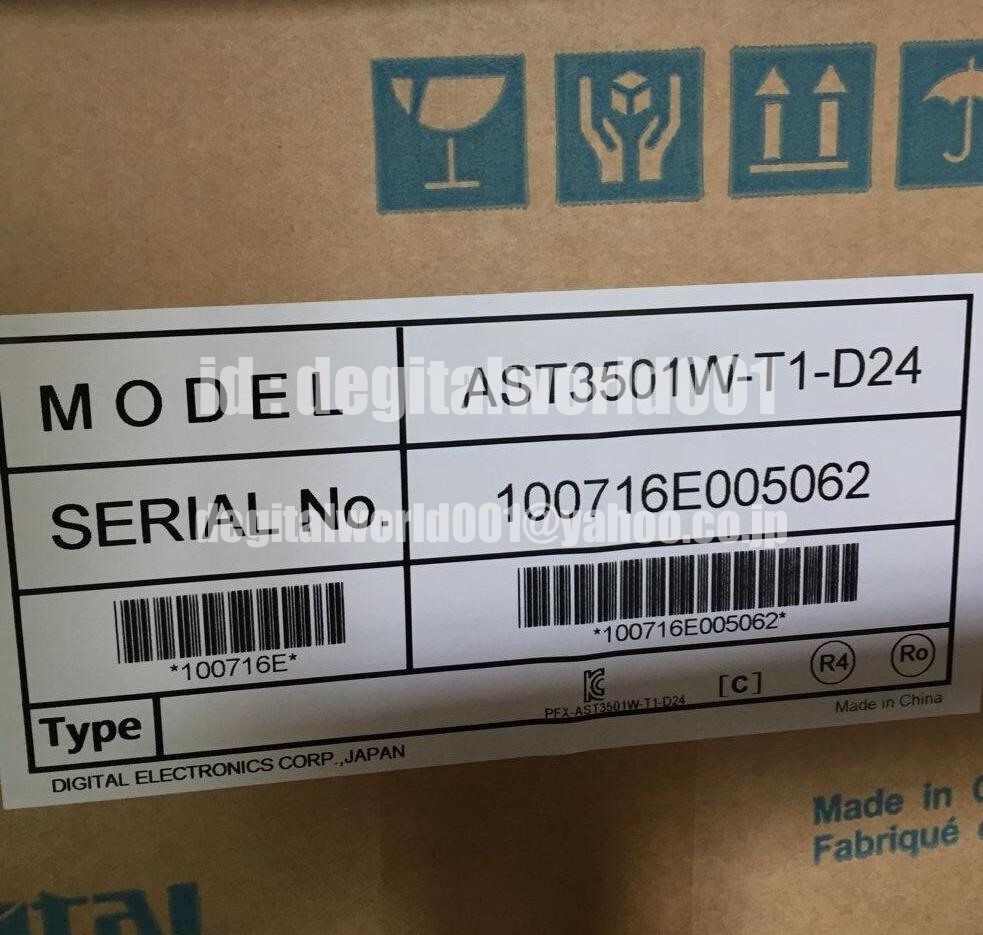 MODEL AST3501W-T1-D24
id: degitalworld001
SERIAL No. 100716E005062
degitalworld001@yahoo.co.jp
*100716E* *100716E005062*
Type PFX-AST3501W-T1-D24 [C] R4 Ro
Made in China
DIGITAL ELECTRONICS CORP.,JAPAN
Made in
Fabriqué